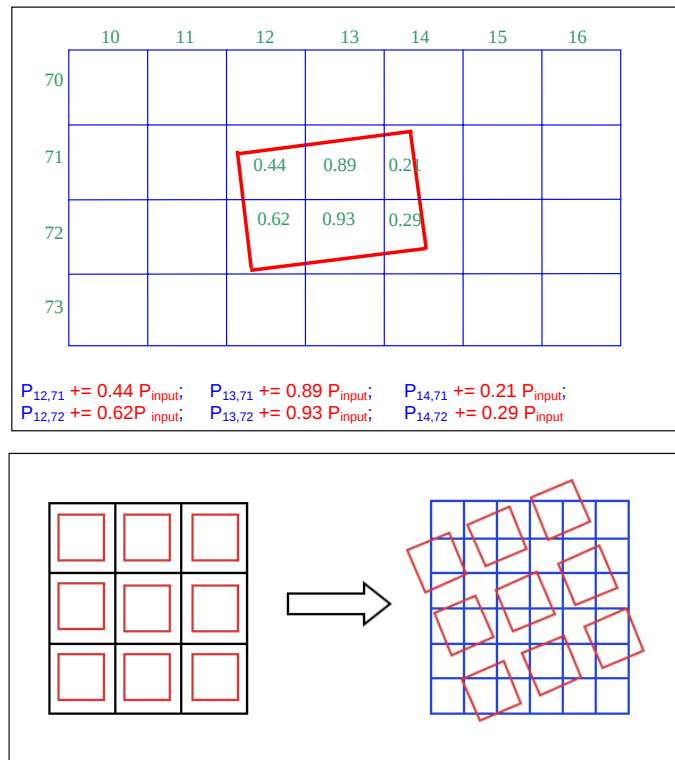 10 11 12 13 14 15 16
70
71 0.44 0.89 0.21
72 0.62 0.93 0.29
73
P12,71 += 0.44 Pinput; P13,71 += 0.89 Pinput; P14,71 += 0.21 Pinput;
P12,72 += 0.62P input; P13,72 += 0.93 Pinput; P14,72 += 0.29 Pinput